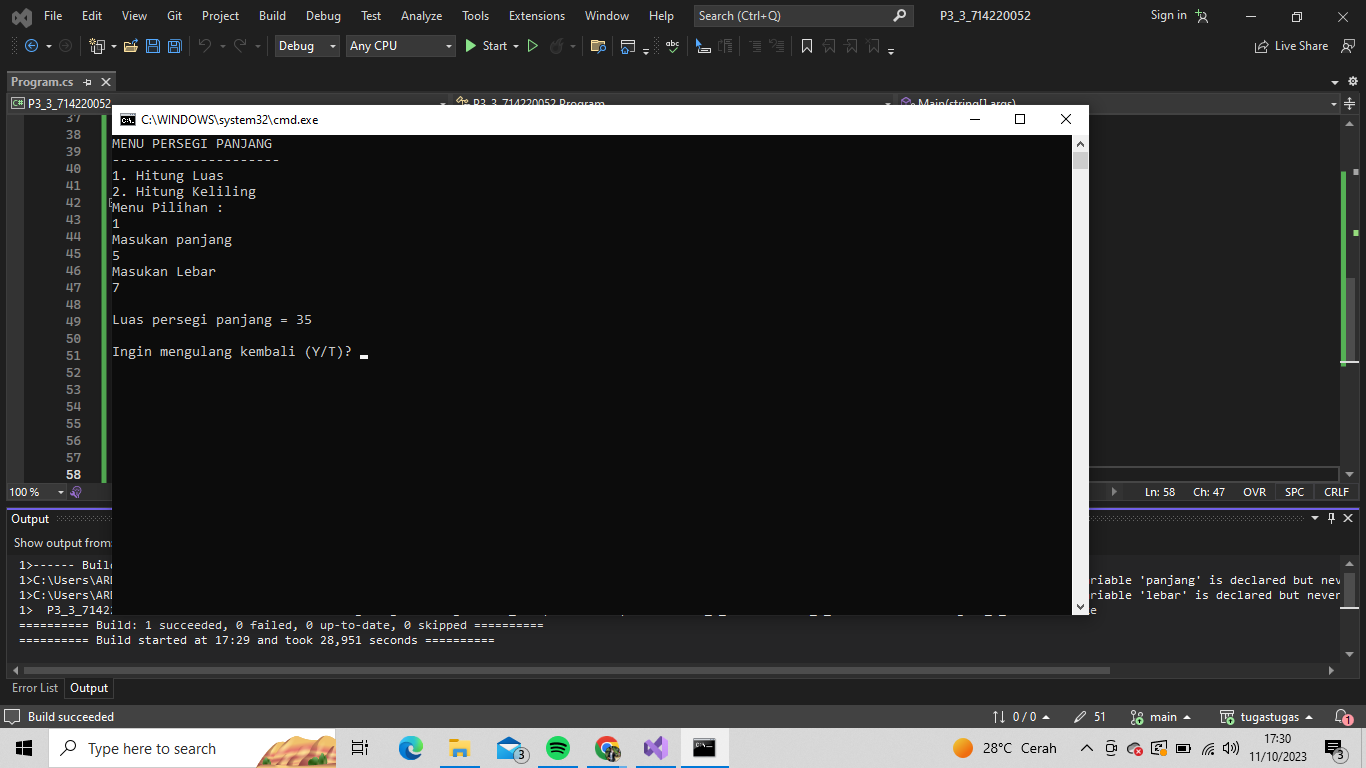 File Edit View Git Project Build Debug Test Analyze Tools Extensions Window Help Search (Ctrl+Q) P3_3_714220052 Sign in
Debug Any CPU Start Live Share
Program.cs
P3_3_714220052 P3_3_714220052.Program Main(string[] args)
C:\WINDOWS\system32\cmd.exe
MENU PERSEGI PANJANG
---------------------
1. Hitung Luas
2. Hitung Keliling
Menu Pilihan :
1
Masukan panjang
5
Masukan Lebar
7
Luas persegi panjang = 35
Ingin mengulang kembali (Y/T)?
37
38
39
40
41
42
43
44
45
46
47
48
49
50
51
52
53
54
55
56
57
58
100 % Ln: 58 Ch: 47 OVR SPC CRLF
Output
Show output from:
1>------ Buil
1>C:\Users\AR riable 'panjang' is declared but nev
1>C:\Users\AR riable 'lebar' is declared but never
1> P3_3_7142
========== Build: 1 succeeded, 0 failed, 0 up-to-date, 0 skipped ==========
========== Build started at 17:29 and took 28,951 seconds ==========
Error List Output
Build succeeded 0 / 0 51 main tugastugas 1
Type here to search 3 28°C Cerah 17:30
11/10/2023 3